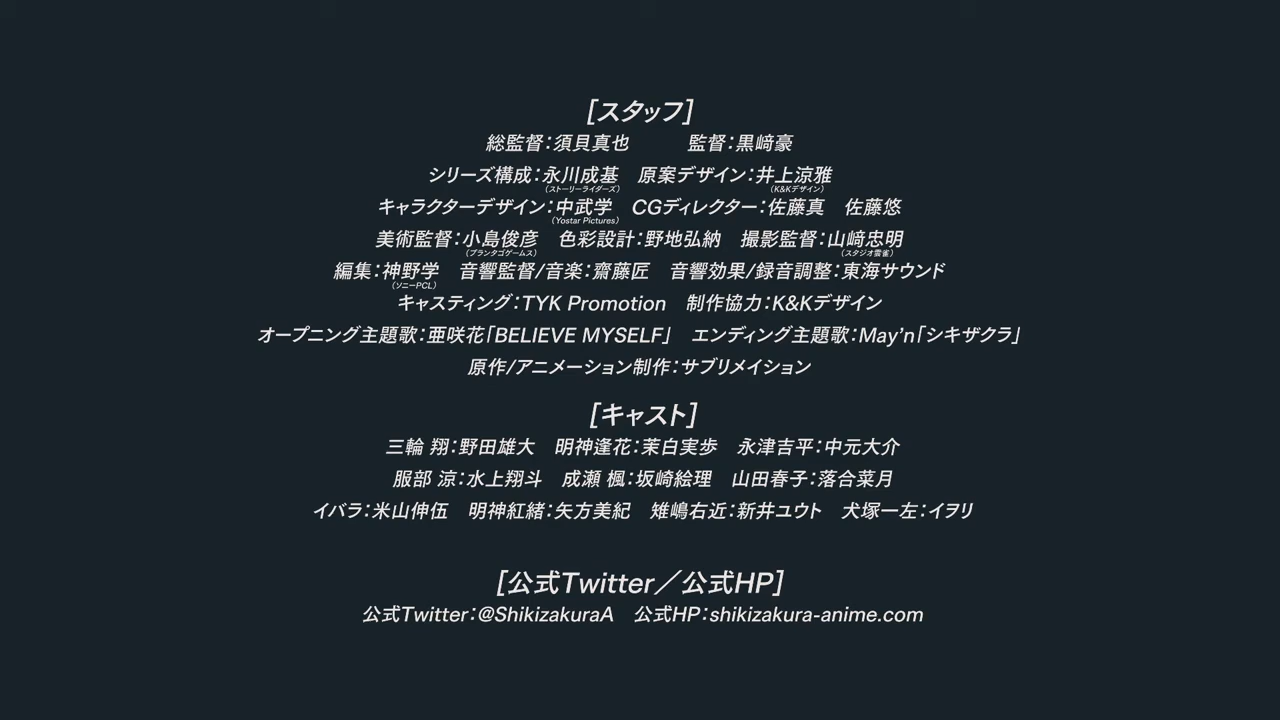 [スタッフ]
総監督：須貝真也　監督：黒﨑豪
シリーズ構成：永川成基　原案デザイン：井上涼雅
（ストーリーライダーズ）　（K&Kデザイン）
キャラクターデザイン：中武学　CGディレクター：佐藤真　佐藤悠
（Yostar Pictures）
美術監督：小島俊彦　色彩設計：野地弘納　撮影監督：山﨑忠明
（プランタゴゲームス）　（スタジオ雲雀）
編集：神野学　音響監督/音楽：齋藤匠　音響効果/録音調整：東海サウンド
（ソニーPCL）
キャスティング：TYK Promotion　制作協力：K&Kデザイン
オープニング主題歌：亜咲花「BELIEVE MYSELF」　エンディング主題歌：May’n「シキザクラ」
原作/アニメーション制作：サブリメイション
[キャスト]
三輪 翔：野田雄大　明神逢花：茉白実歩　永津吉平：中元大介
服部 涼：水上翔斗　成瀬 楓：坂崎絵理　山田春子：落合菜月
イバラ：米山伸伍　明神紅緒：矢方美紀　雉嶋右近：新井ユウト　犬塚一左：イヲリ
[公式Twitter／公式HP]
公式Twitter：@ShikizakuraA　公式HP：shikizakura-anime.com